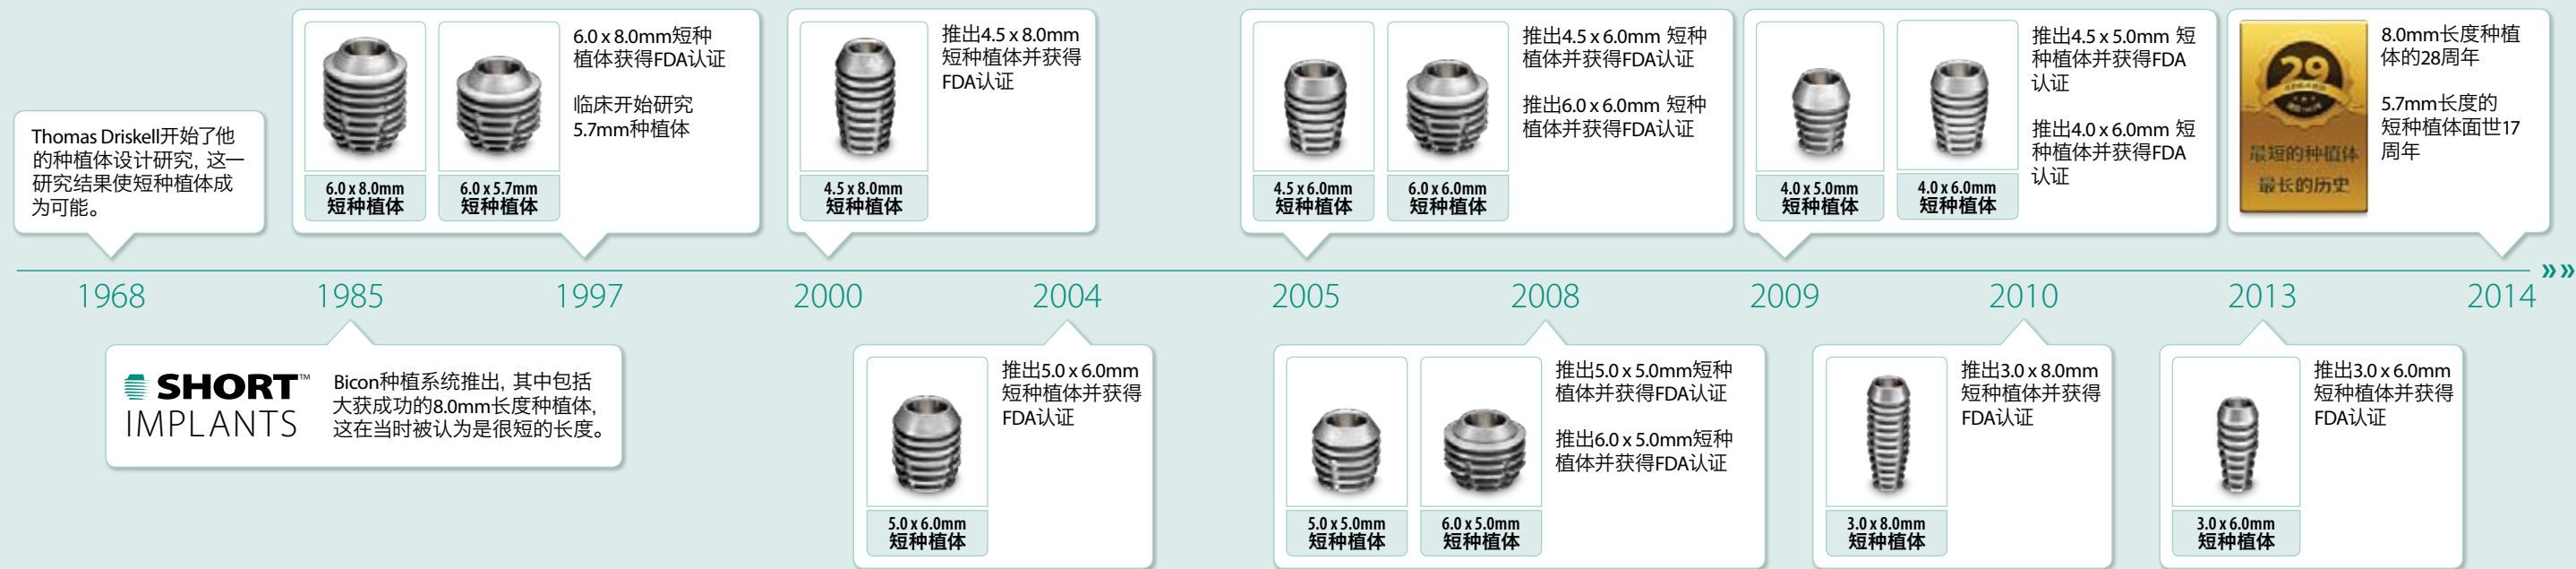 Thomas Driskell开始了他
的种植体设计研究, 这一
研究结果使短种植体成
为可能。
6.0 x 8.0mm
短种植体
6.0 x 5.7mm
短种植体
6.0 x 8.0mm短种
植体获得FDA认证
临床开始研究
5.7mm种植体
4.5 x 8.0mm
短种植体
推出4.5 x 8.0mm
短种植体并获得
FDA认证
4.5 x 6.0mm
短种植体
6.0 x 6.0mm
短种植体
推出4.5 x 6.0mm 短种
植体并获得FDA认证
推出6.0 x 6.0mm 短种
植体并获得FDA认证
4.0 x 5.0mm
短种植体
4.0 x 6.0mm
短种植体
推出4.5 x 5.0mm 短
种植体并获得FDA
认证
推出4.0 x 6.0mm 短
种植体并获得FDA
认证
29
最短的种植体
最长的历史
8.0mm长度种植
体的28周年
5.7mm长度的
短种植体面世17
周年
1968
1985
1997
2000
2004
2005
2008
2009
2010
2013
2014
»»
SHORT™
IMPLANTS
Bicon种植系统推出, 其中包括
大获成功的8.0mm长度种植体,
这在当时被认为是很短的长度。
5.0 x 6.0mm
短种植体
推出5.0 x 6.0mm
短种植体并获得
FDA认证
5.0 x 5.0mm
短种植体
6.0 x 5.0mm
短种植体
推出5.0 x 5.0mm短种
植体并获得FDA认证
推出6.0 x 5.0mm短种
植体并获得FDA认证
3.0 x 8.0mm
短种植体
推出3.0 x 8.0mm
短种植体并获得
FDA认证
3.0 x 6.0mm
短种植体
推出3.0 x 6.0mm
短种植体并获得
FDA认证